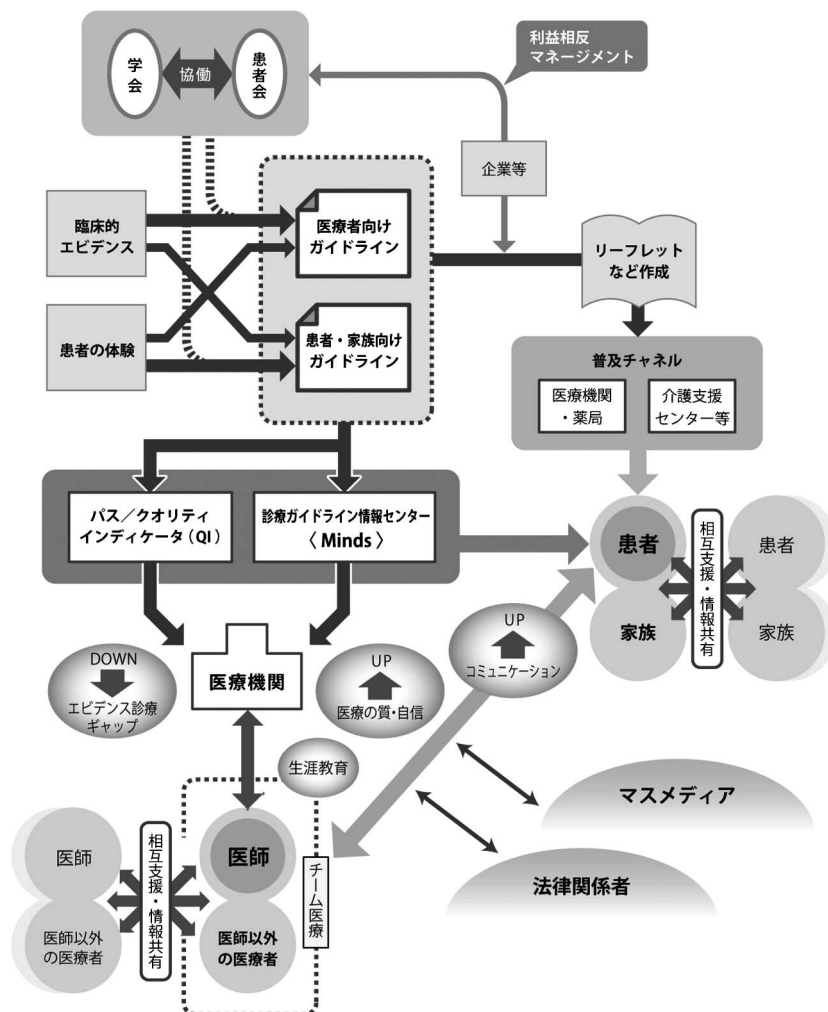 学会
協働
患者会
利益相反
マネージメント
企業等
臨床的
エビデンス
患者の体験
医療者向け
ガイドライン
患者・家族向け
ガイドライン
リーフレット
など作成
普及チャネル
医療機関
・薬局
介護支援
センター等
パス／クオリティ
インディケータ（QI）
診療ガイドライン情報センター
〈 Minds 〉
患者
家族
相互支援・情報共有
患者
家族
DOWN
エビデンス診療
ギャップ
医療機関
UP
医療の質・自信
UP
コミュニケーション
生涯教育
マスメディア
法律関係者
医師
医師以外
の医療者
相互支援・情報共有
医師
医師以外
の医療者
チーム医療